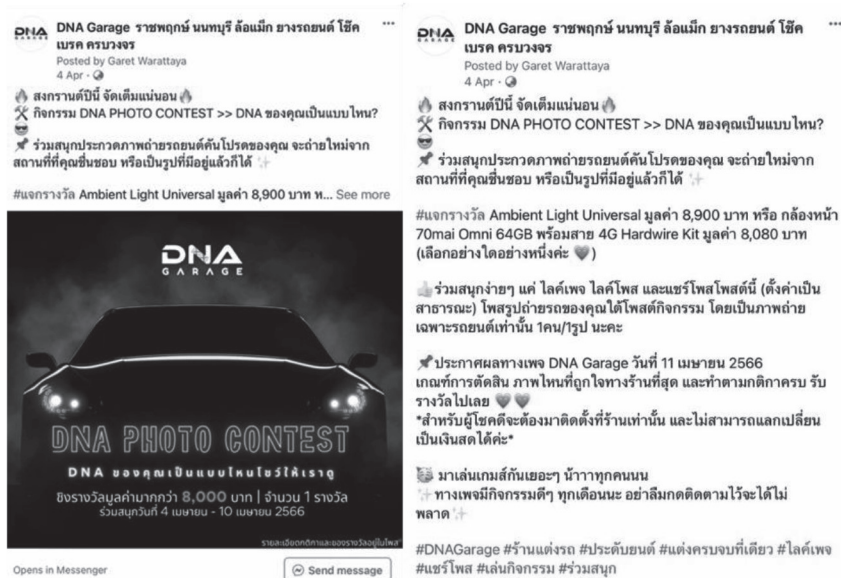 DNA Garage ราชพฤกษ์ นนทบุรี ล้อแม็ก ยางรถยนต์ โช๊ค
เบรค ครบวงจร
Posted by Garet Warattaya
4 Apr ·
🔥 สงกรานต์ปีนี้ จัดเต็มแน่นอน🔥
🛠 กิจกรรม DNA PHOTO CONTEST >> DNA ของคุณเป็นแบบไหน?
😎
📌 ร่วมสนุกประกวดภาพถ่ายรถยนต์คันโปรดของคุณ จะถ่ายใหม่จาก
สถานที่ที่คุณชื่นชอบ หรือเป็นรูปที่มีอยู่แล้วก็ได้ ✨
#แจกรางวัล Ambient Light Universal มูลค่า 8,900 บาท ห... See more
DNA
GARAGE
DNA PHOTO CONTEST
DNA ของคุณเป็นแบบไหนโชว์ให้เราดู
ชิงรางวัลมูลค่ามากกว่า 8,000 บาท | จำนวน 1 รางวัล
ร่วมสนุกวันที่ 4 เมษายน - 10 เมษายน 2566
รายละเอียดกติกาและของรางวัลอยู่ในโพส
Opens in Messenger
Send message
DNA Garage ราชพฤกษ์ นนทบุรี ล้อแม็ก ยางรถยนต์ โช๊ค
เบรค ครบวงจร
Posted by Garet Warattaya
4 Apr ·
🔥 สงกรานต์ปีนี้ จัดเต็มแน่นอน🔥
🛠 กิจกรรม DNA PHOTO CONTEST >> DNA ของคุณเป็นแบบไหน?
😎
📌 ร่วมสนุกประกวดภาพถ่ายรถยนต์คันโปรดของคุณ จะถ่ายใหม่จาก
สถานที่ที่คุณชื่นชอบ หรือเป็นรูปที่มีอยู่แล้วก็ได้ ✨
#แจกรางวัล Ambient Light Universal มูลค่า 8,900 บาท หรือ กล้องหน้า
70mai Omni 64GB พร้อมสาย 4G Hardwire Kit มูลค่า 8,080 บาท
(เลือกอย่างใดอย่างหนึ่งค่ะ 🖤)
👍ร่วมสนุกง่ายๆ แค่ ไลค์เพจ ไลค์โพส และแชร์โพสโพสต์นี้ (ตั้งค่าเป็น
สาธารณะ) โพสรูปถ่ายรถของคุณใต้โพสต์กิจกรรม โดยเป็นภาพถ่าย
เฉพาะรถยนต์เท่านั้น 1คน/1รูป นะคะ
📌ประกาศผลทางเพจ DNA Garage วันที่ 11 เมษายน 2566
เกณฑ์การตัดสิน ภาพไหนที่ถูกใจทางร้านที่สุด และทำตามกติกาครบ รับ
รางวัลไปเลย 🖤🖤
*สำหรับผู้โชคดีจะต้องมาติดตั้งที่ร้านเท่านั้น และไม่สามารถแลกเปลี่ยน
เป็นเงินสดได้ค่ะ*
🥳 มาเล่นเกมส์กันเยอะๆ น้าาาทุกคนนน
✨ทางเพจมีกิจกรรมดีๆ ทุกเดือนนะ อย่าลืมกดติดตามไว้จะได้ไม่
พลาด✨
#DNAGarage #ร้านแต่งรถ #ประดับยนต์ #แต่งครบจบที่เดียว #ไลค์เพจ
#แชร์โพส #เล่นกิจกรรม #ร่วมสนุก